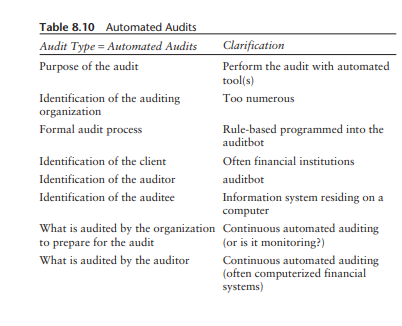 Table 8.10 Automated Audits
Audit Type = Automated Audits Clarification
Purpose of the audit Perform the audit with automated
tool(s)
Identification of the auditing Too numerous
organization
Formal audit process Rule-based programmed into the
auditbot
Identification of the client Often financial institutions
Identification of the auditor auditbot
Identification of the auditee Information system residing on a
computer
What is audited by the organization Continuous automated auditing
to prepare for the audit (or is it monitoring?)
What is audited by the auditor Continuous automated auditing
(often computerized financial
systems)